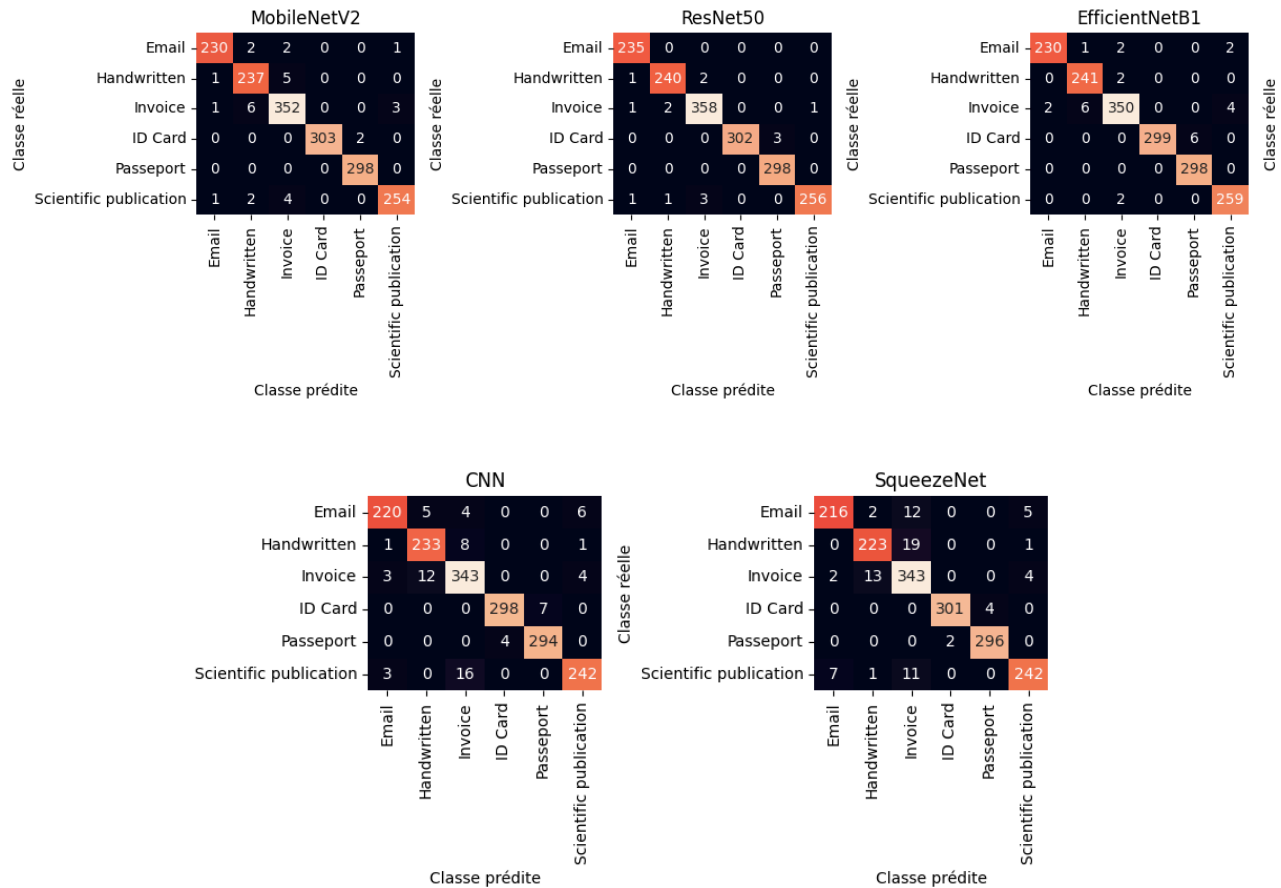 MobileNetV2 ResNet50 EfficientNetB1
Email 230 2 2 0 0 1 Email 235 0 0 0 0 0 Email 230 1 2 0 0 2
Handwritten 1 237 5 0 0 0 Handwritten 1 240 2 0 0 0 Handwritten 0 241 2 0 0 0
Invoice 1 6 352 0 0 3 Invoice 1 2 358 0 0 1 Invoice 2 6 350 0 0 4
ID Card 0 0 0 303 2 0 ID Card 0 0 0 302 3 0 ID Card 0 0 0 299 6 0
Passeport 0 0 0 0 298 0 Passeport 0 0 0 0 298 0 Passeport 0 0 0 0 298 0
Scientific publication 1 2 4 0 0 254 Scientific publication 1 1 3 0 0 256 Scientific publication 0 0 2 0 0 259
Classe réelle Classe réelle Classe réelle Classe réelle
Email Handwritten Invoice ID Card Passeport Scientific publication Email Handwritten Invoice ID Card Passeport Scientific publication Email Handwritten Invoice ID Card Passeport Scientific publication
Classe prédite Classe prédite Classe prédite
CNN SqueezeNet
Email 220 5 4 0 0 6 Email 216 2 12 0 0 5
Handwritten 1 233 8 0 0 1 Handwritten 0 223 19 0 0 1
Invoice 3 12 343 0 0 4 Invoice 2 13 343 0 0 4
ID Card 0 0 0 298 7 0 ID Card 0 0 0 301 4 0
Passeport 0 0 0 4 294 0 Passeport 0 0 0 2 296 0
Scientific publication 3 0 16 0 0 242 Scientific publication 7 1 11 0 0 242
Classe réelle
Email Handwritten Invoice ID Card Passeport Scientific publication Email Handwritten Invoice ID Card Passeport Scientific publication
Classe prédite Classe prédite